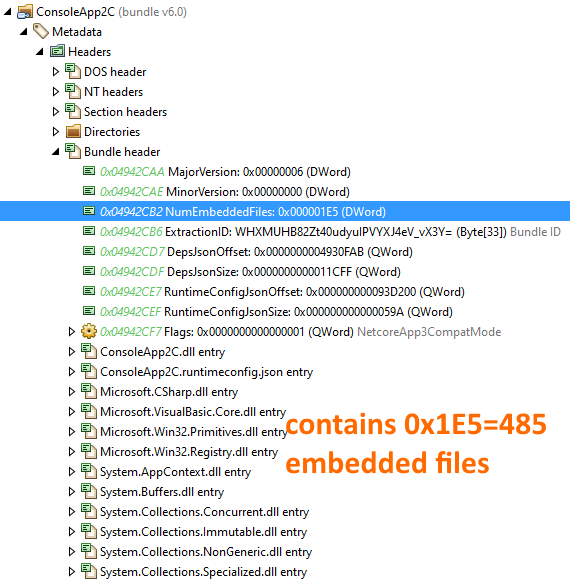 ConsoleApp2C (bundle v6.0)
Metadata
Headers
DOS header
NT headers
Section headers
Directories
Bundle header
0x04942CAA MajorVersion: 0x00000006 (DWord)
0x04942CAE MinorVersion: 0x00000000 (DWord)
0x04942CB2 NumEmbeddedFiles: 0x000001E5 (DWord)
0x04942CB6 ExtractionID: WHXMUHB82Zt40udyuIPVYXJ4eV_vX3Y= (Byte[33]) Bundle ID
0x04942CD7 DepsJsonOffset: 0x0000000004930FAB (QWord)
0x04942CDF DepsJsonSize: 0x0000000000011CFF (QWord)
0x04942CE7 RuntimeConfigJsonOffset: 0x000000000093D200 (QWord)
0x04942CEF RuntimeConfigJsonSize: 0x000000000000059A (QWord)
0x04942CF7 Flags: 0x0000000000000001 (QWord) NetcoreApp3CompatMode
ConsoleApp2C.dll entry
ConsoleApp2C.runtimeconfig.json entry
Microsoft.CSharp.dll entry
Microsoft.VisualBasic.Core.dll entry
Microsoft.Win32.Primitives.dll entry
Microsoft.Win32.Registry.dll entry
System.AppContext.dll entry
System.Buffers.dll entry
System.Collections.Concurrent.dll entry
System.Collections.Immutable.dll entry
System.Collections.NonGeneric.dll entry
System.Collections.Specialized.dll entry
contains 0x1E5=485
embedded files